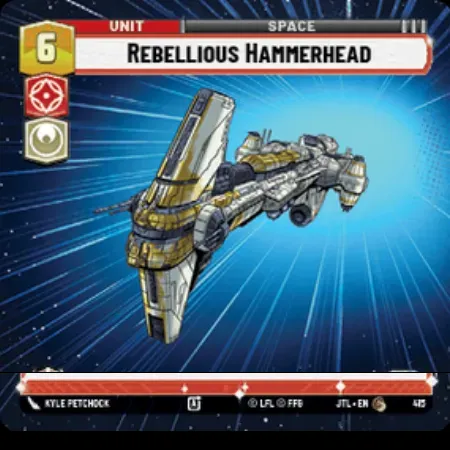 UNIT
SPACE
6
REBELLIOUS HAMMERHEAD
KYLE PETCHOCK
A
© LFL © FFG
JTL • EN
415